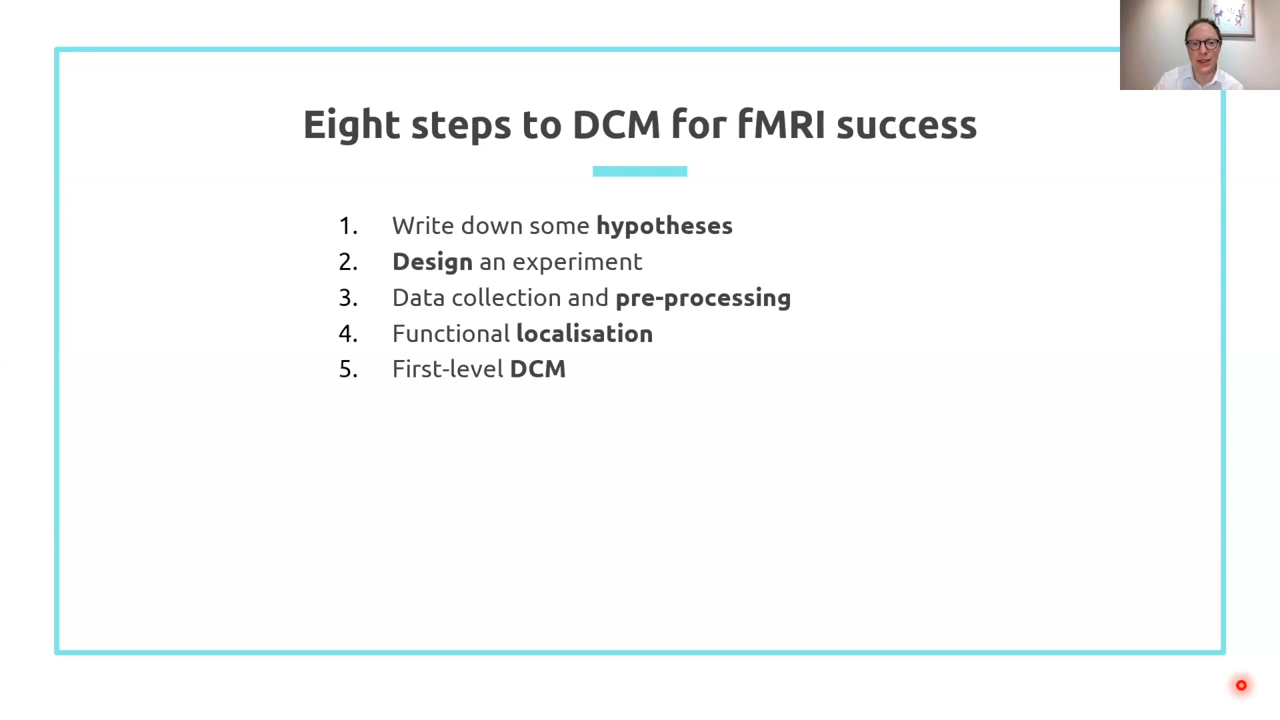 Eight steps to DCM for fMRI success
1. Write down some hypotheses
2. Design an experiment
3. Data collection and pre-processing
4. Functional localisation
5. First-level DCM